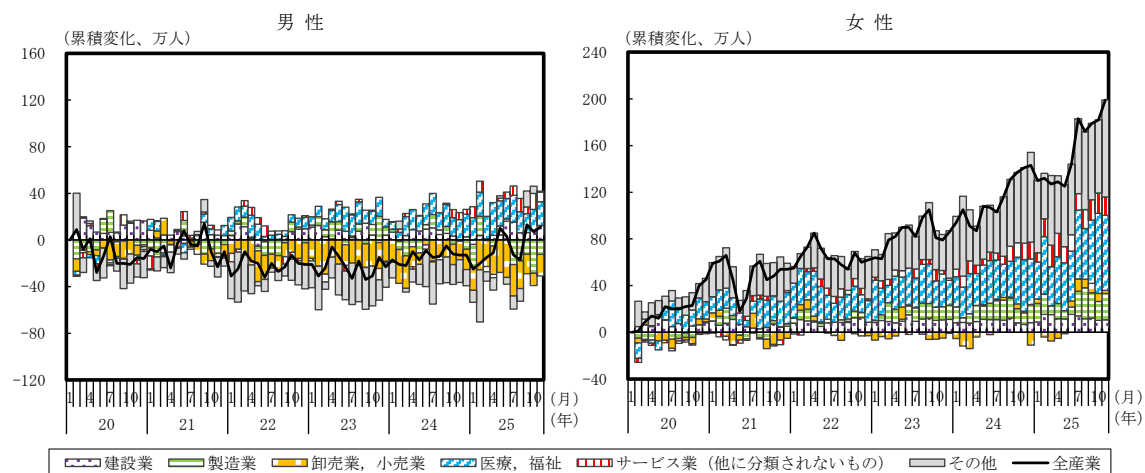 男 性
(累積変化、万人)
160
120
80
40
0
−40
−80
−120
1 4 7 10 1 4 7 10 1 4 7 10 1 4 7 10 1 4 7 10 1 4 7 10 (月)
20 21 22 23 24 25 (年)
女 性
(累積変化、万人)
240
200
160
120
80
40
0
−40
1 4 7 10 1 4 7 10 1 4 7 10 1 4 7 10 1 4 7 10 1 4 7 10 (月)
20 21 22 23 24 25 (年)
建設業 製造業 卸売業，小売業 医療，福祉 サービス業（他に分類されないもの） その他 全産業